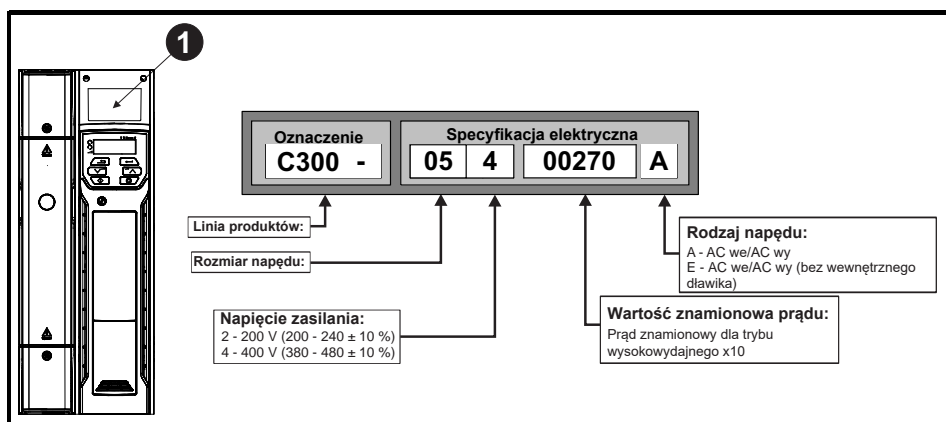 1
Oznaczenie
Specyfikacja elektryczna
C300 -
05 4 00270 A
Linia produktów:
Rozmiar napędu:
Rodzaj napędu:
A - AC we/AC wy
E - AC we/AC wy (bez wewnętrznego
dławika)
Napięcie zasilania:
2 - 200 V (200 - 240 ± 10 %)
4 - 400 V (380 - 480 ± 10 %)
Wartość znamionowa prądu:
Prąd znamionowy dla trybu
wysokowydajnego x10